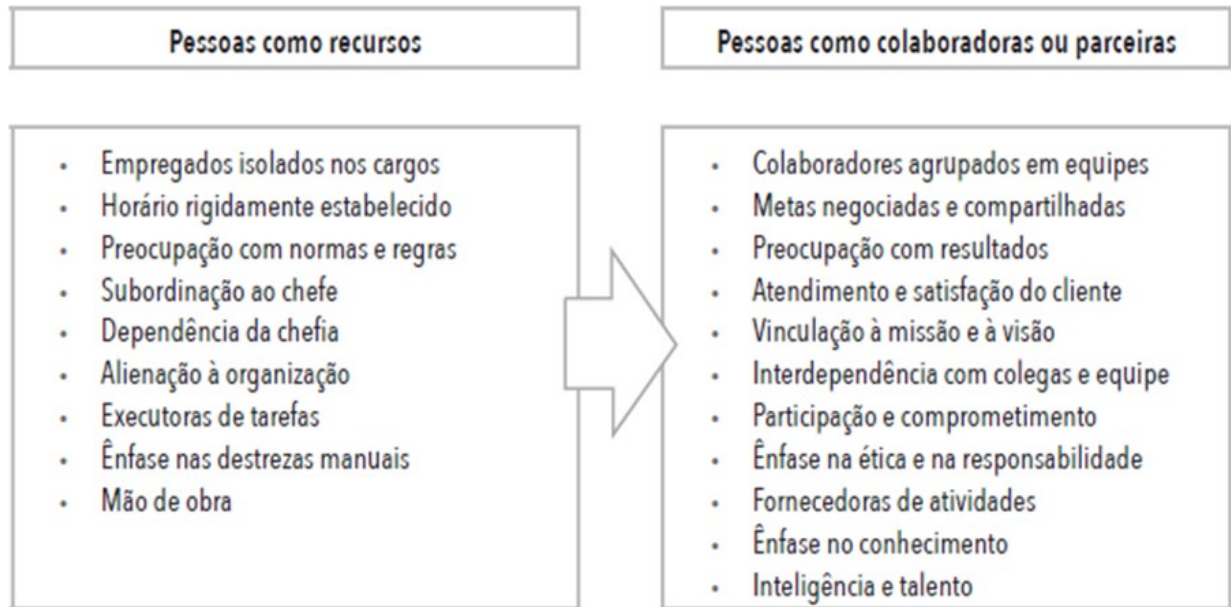 Pessoas como recursos
• Empregados isolados nos cargos
• Horário rigidamente estabelecido
• Preocupação com normas e regras
• Subordinação ao chefe
• Dependência da chefia
• Alienação à organização
• Executoras de tarefas
• Ênfase nas destrezas manuais
• Mão de obra
Pessoas como colaboradoras ou parceiras
• Colaboradores agrupados em equipes
• Metas negociadas e compartilhadas
• Preocupação com resultados
• Atendimento e satisfação do cliente
• Vinculação à missão e à visão
• Interdependência com colegas e equipe
• Participação e comprometimento
• Ênfase na ética e na responsabilidade
• Fornecedoras de atividades
• Ênfase no conhecimento
• Inteligência e talento